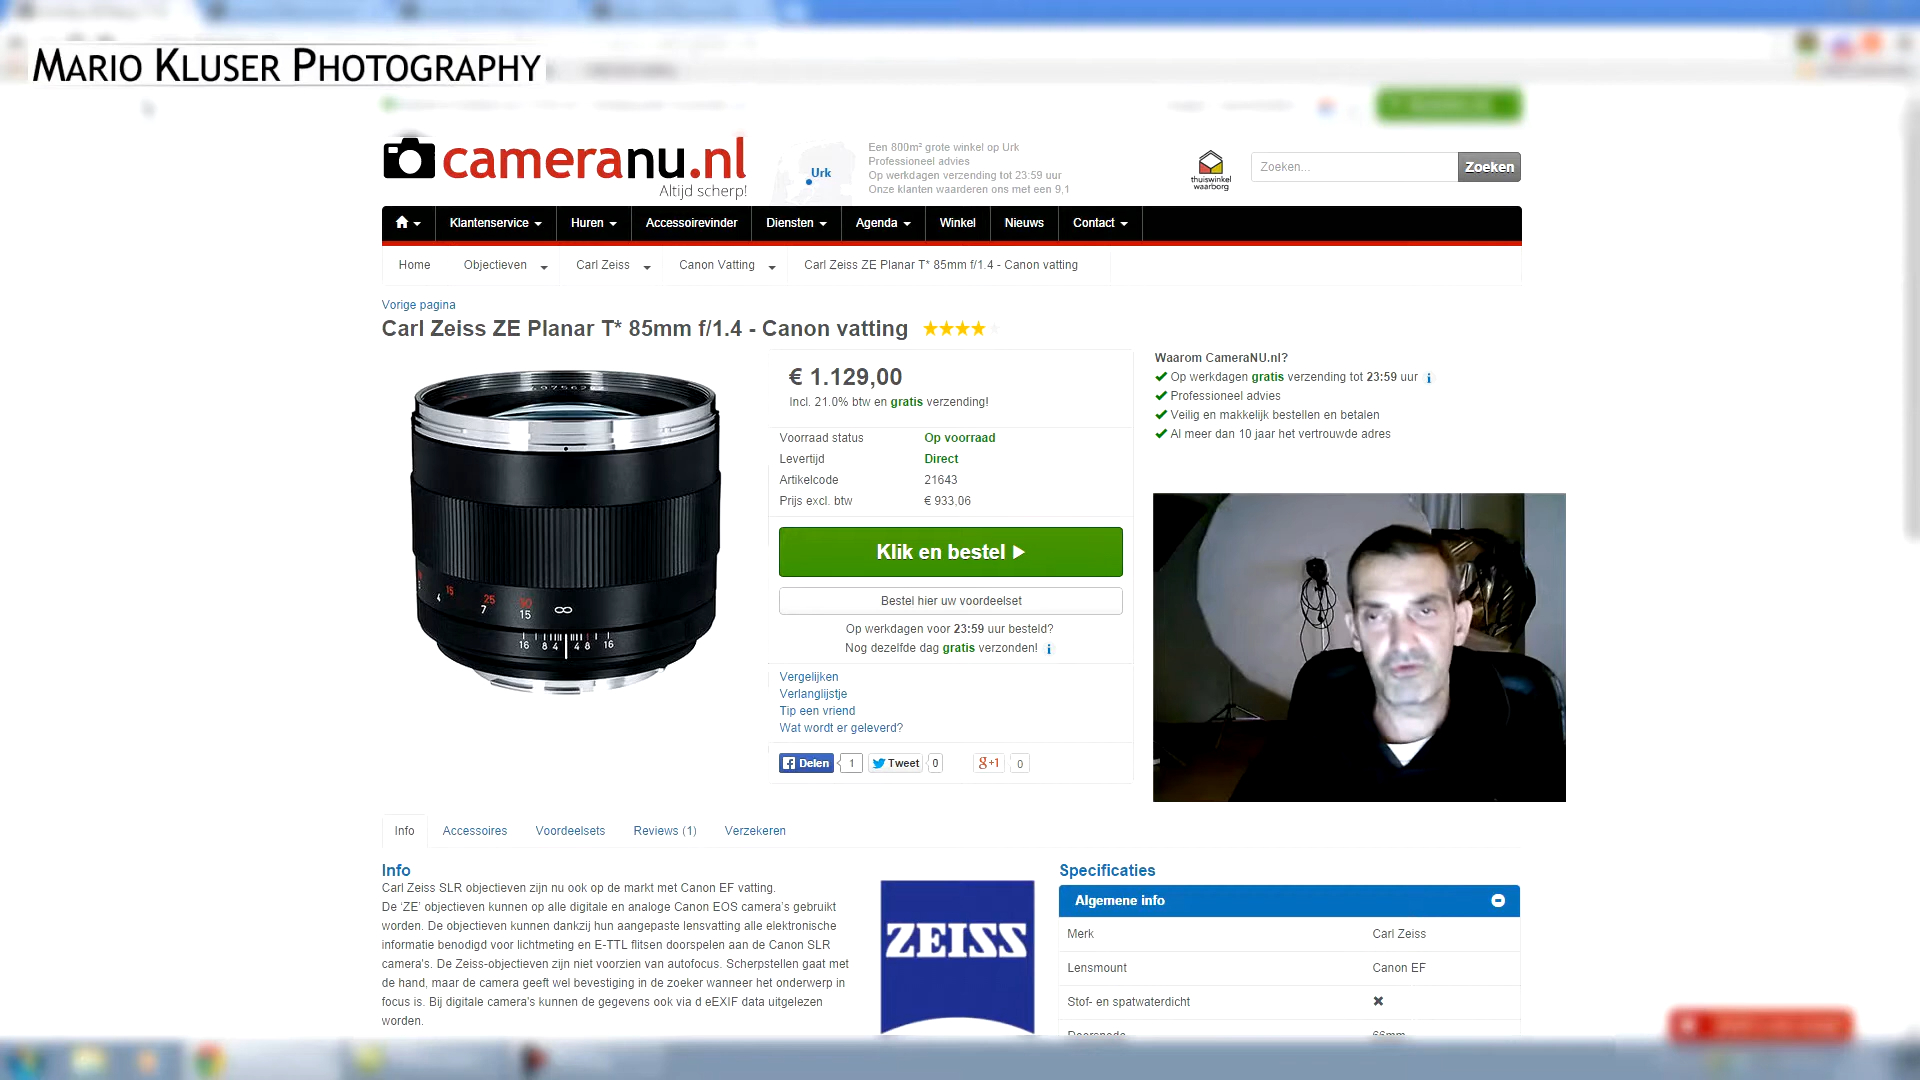 MARIO KLUSER PHOTOGRAPHY
cameranu.nl
Altijd scherp!
Urk
Een 800m² grote winkel op Urk
Professioneel advies
Op werkdagen verzending tot 23:59 uur
Onze klanten waarderen ons met een 9,1
thuiswinkel
waarborg
Zoeken...
Zoeken
Klantenservice
Huren
Accessoirevinder
Diensten
Agenda
Winkel
Nieuws
Contact
Home
Objectieven
Carl Zeiss
Canon Vatting
Carl Zeiss ZE Planar T* 85mm f/1.4 - Canon vatting
Vorige pagina
Carl Zeiss ZE Planar T* 85mm f/1.4 - Canon vatting
15 25
4 7 15 ∞
16 8 4 4 8 16
€ 1.129,00
Incl. 21.0% btw en gratis verzending!
Voorraad status Op voorraad
Levertijd Direct
Artikelcode 21643
Prijs excl. btw € 933,06
Klik en bestel
Bestel hier uw voordeelset
Op werkdagen voor 23:59 uur besteld?
Nog dezelfde dag gratis verzonden! i
Vergelijken
Verlanglijstje
Tip een vriend
Wat wordt er geleverd?
Delen 1 Tweet 0 g+1 0
Waarom CameraNU.nl?
Op werkdagen gratis verzending tot 23:59 uur i
Professioneel advies
Veilig en makkelijk bestellen en betalen
Al meer dan 10 jaar het vertrouwde adres
Info
Accessoires
Voordeelsets
Reviews (1)
Verzekeren
Info
Carl Zeiss SLR objectieven zijn nu ook op de markt met Canon EF vatting.
De 'ZE' objectieven kunnen op alle digitale en analoge Canon EOS camera's gebruikt
worden. De objectieven kunnen dankzij hun aangepaste lensvatting alle elektronische
informatie benodigd voor lichtmeting en E-TTL flitsen doorspelen aan de Canon SLR
camera's. De Zeiss-objectieven zijn niet voorzien van autofocus. Scherpstellen gaat met
de hand, maar de camera geeft wel bevestiging in de zoeker wanneer het onderwerp in
focus is. Bij digitale camera's kunnen de gegevens ook via d eEXIF data uitgelezen
worden.
ZEISS
Specificaties
Algemene info
Merk Carl Zeiss
Lensmount Canon EF
Stof- en spatwaterdicht